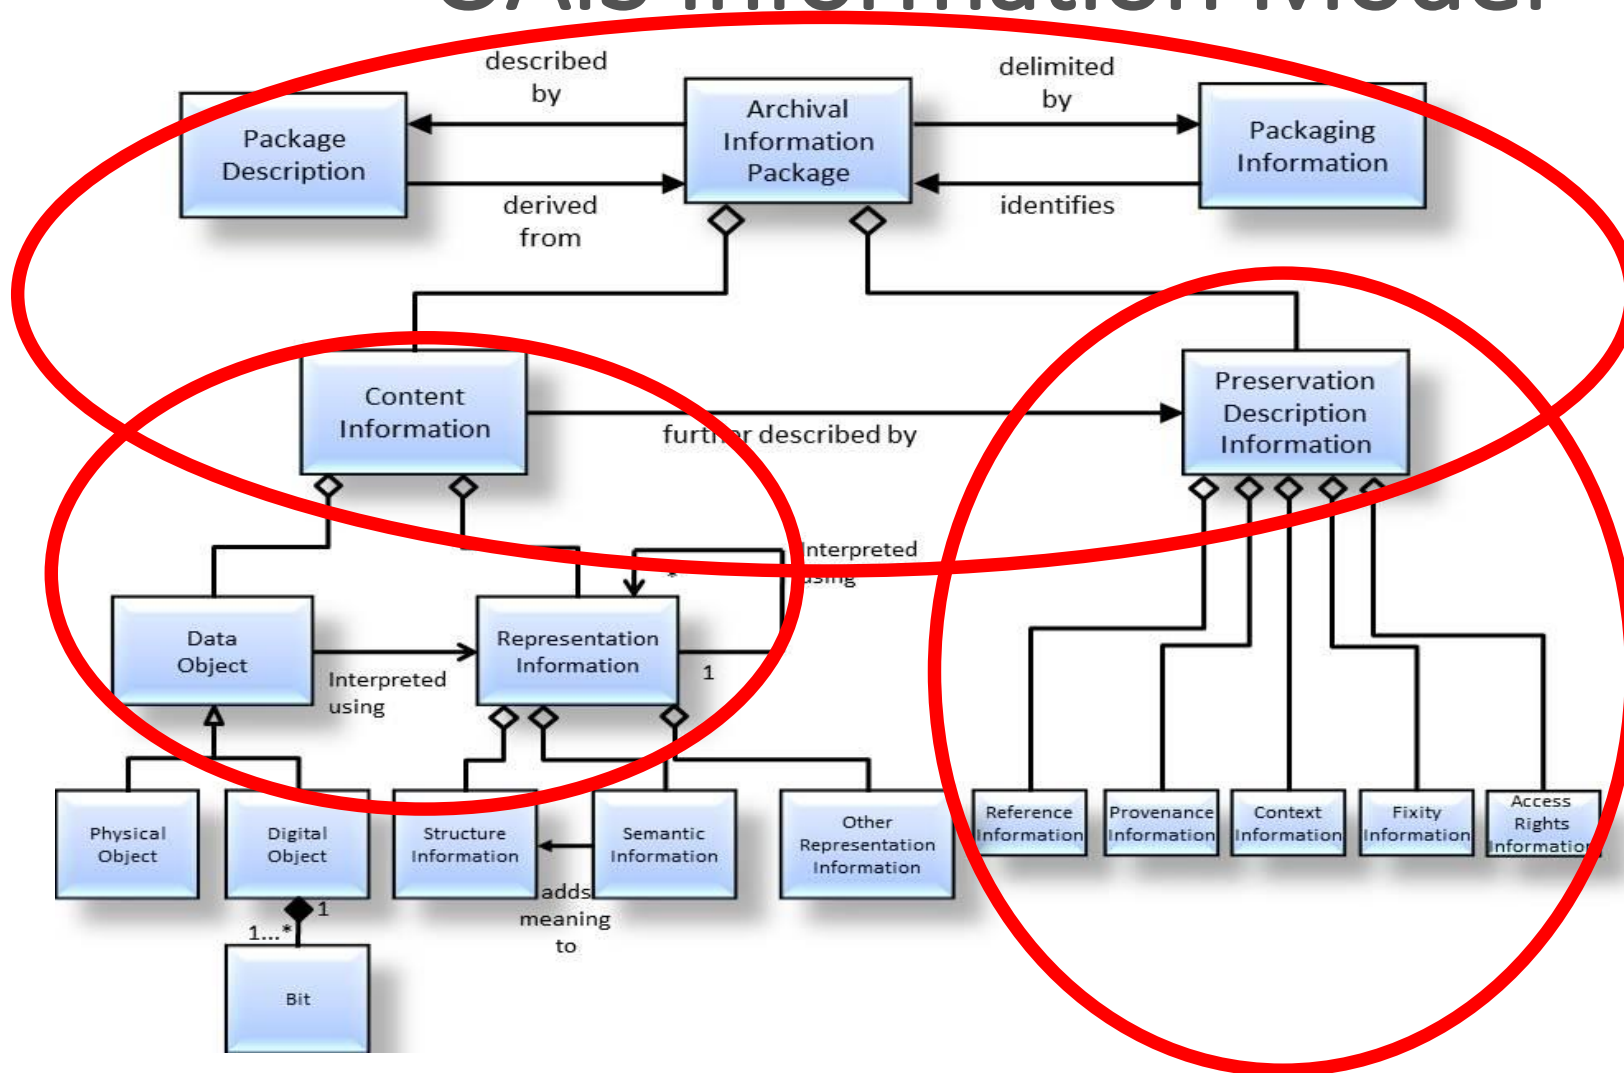 OAIS Information Model
described
by
delimited
by
Package
Description
Archival
Information
Package
Packaging
Information
derived
from
identifies
Content
Information
further described by
Preservation
Description
Information
Interpreted
using
*
Data
Object
Representation
Information
Interpreted
using
1
Physical
Object
Digital
Object
Structure
Information
Semantic
Information
Other
Representation
Information
Reference
Information
Provenance
Information
Context
Information
Fixity
Information
Access
Rights
Information
adds
meaning
to
1
1...*
Bit